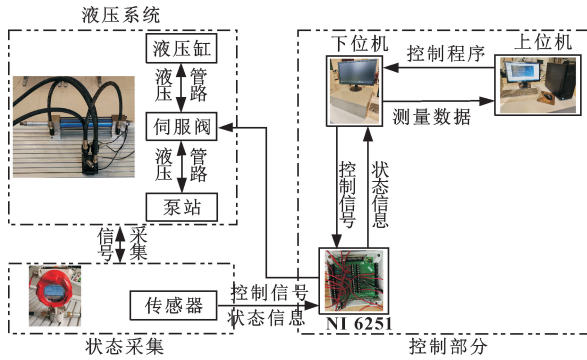 液压系统
液压缸
液压
管路
伺服阀
液压
管路
泵站
信号
采集
传感器
状态采集
控制信号
状态信息
下位机
控制程序
上位机
测量数据
控制信号
状态信息
NI 6251
控制部分